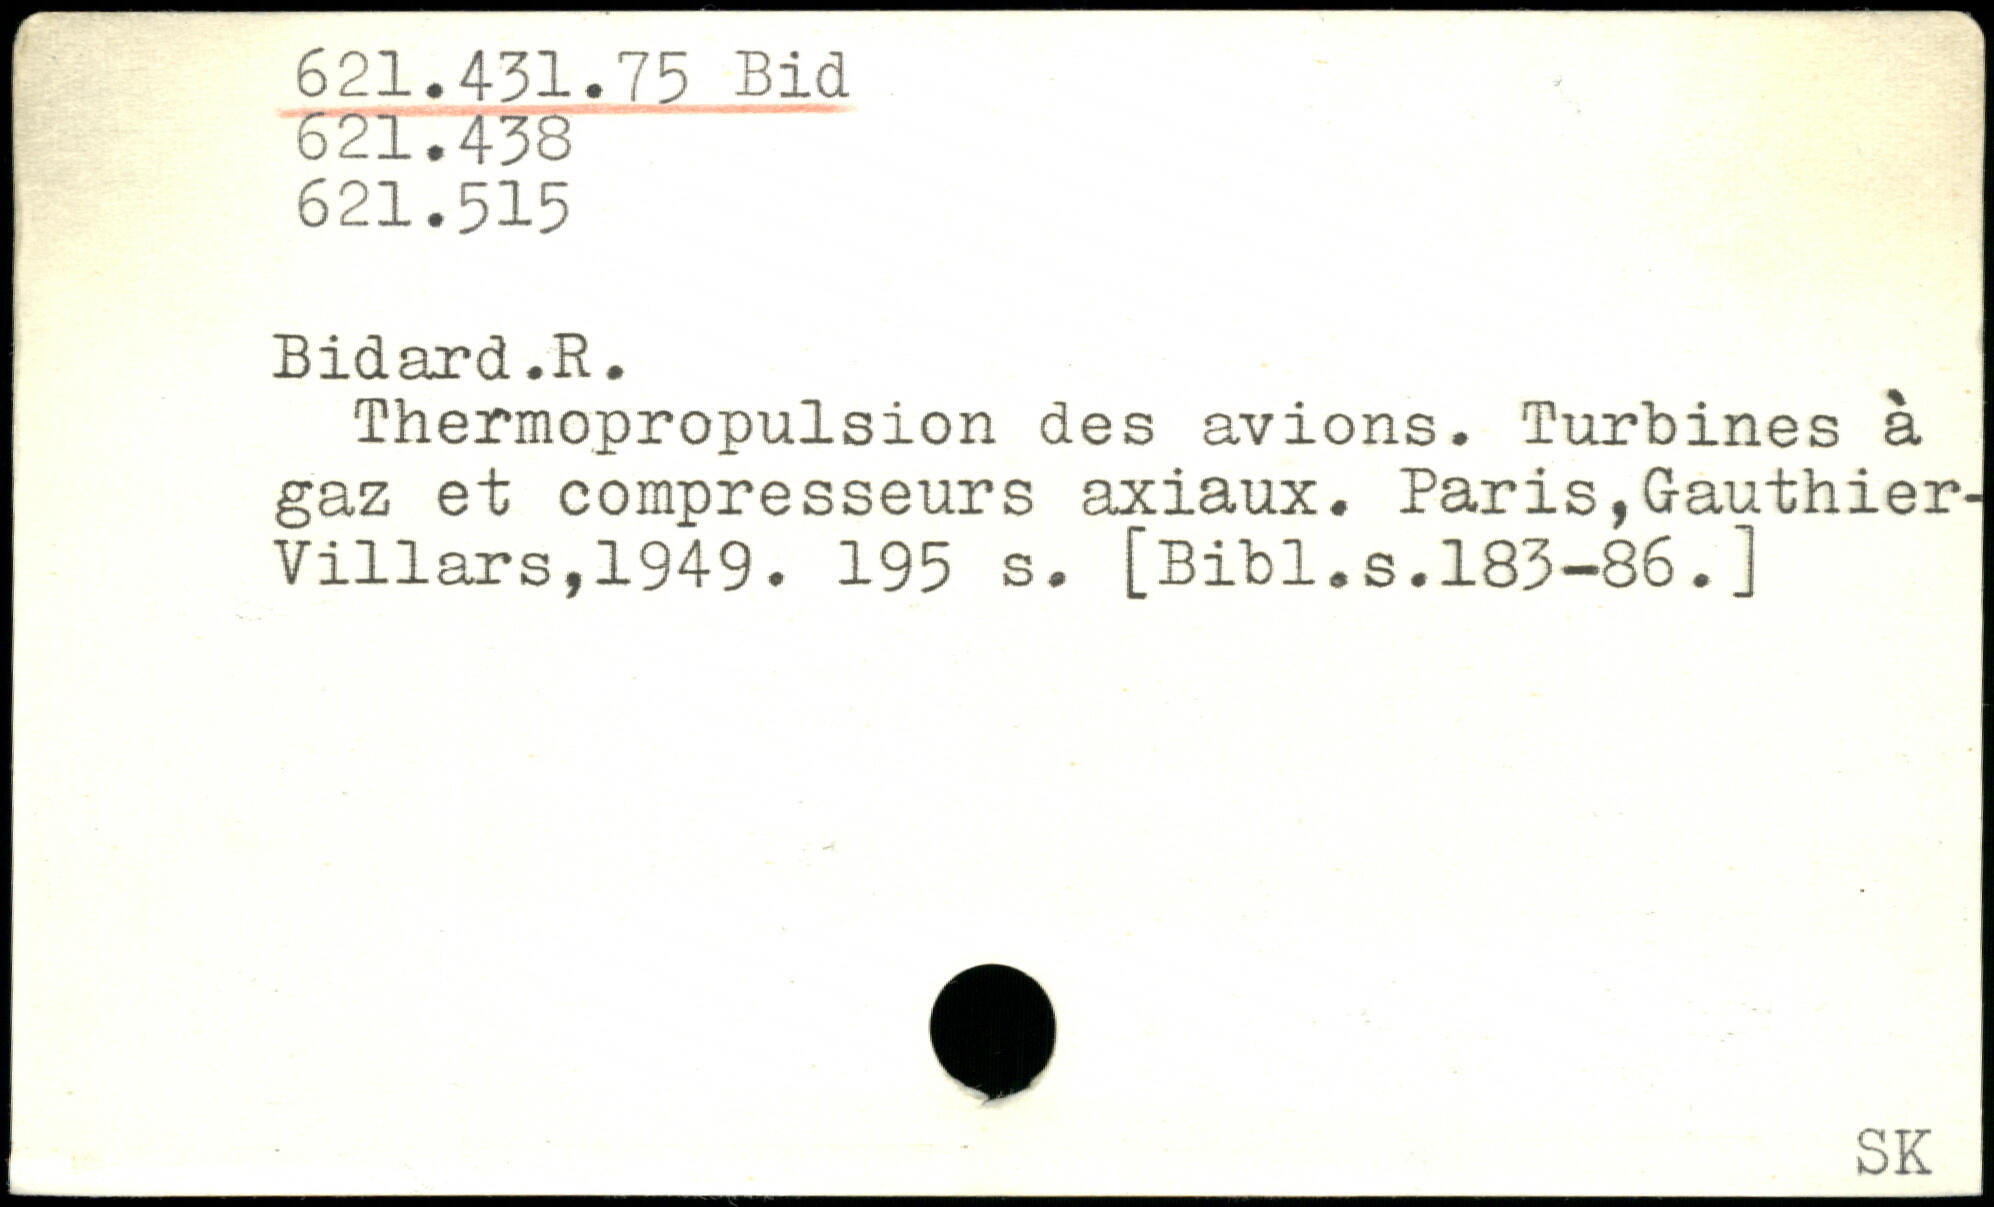 621.431.75 Bid
621.438
621.515
Bidard.R.
Thermopropulsion des avions. Turbines à
gaz et compresseurs axiaux. Paris,Gauthier-
Villars,1949. 195 s. [Bibl.s.183-86.]
SK